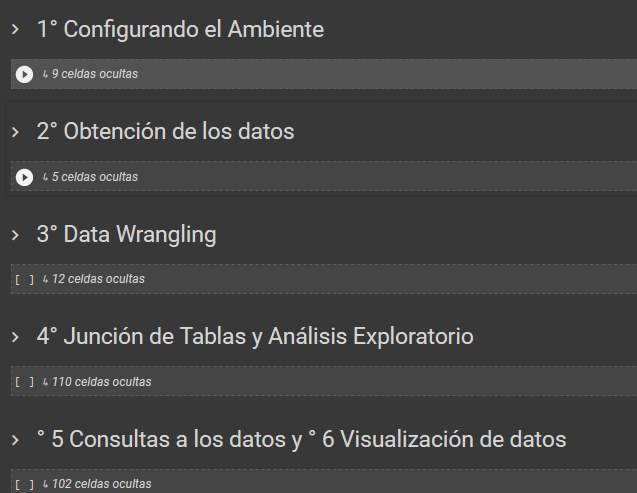 1° Configurando el Ambiente
↳ 9 celdas ocultas
2° Obtención de los datos
↳ 5 celdas ocultas
3° Data Wrangling
[ ] ↳ 12 celdas ocultas
4° Junción de Tablas y Análisis Exploratorio
[ ] ↳ 110 celdas ocultas
° 5 Consultas a los datos y ° 6 Visualización de datos
[ ] ↳ 102 celdas ocultas